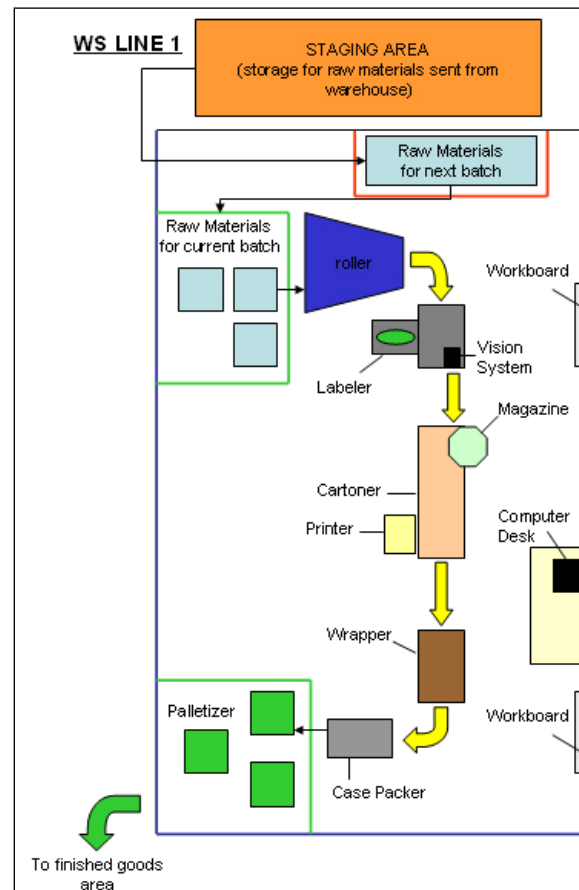 WS LINE 1
STAGING AREA
(storage for raw materials sent from
warehouse)
Raw Materials
for next batch
Raw Materials
for current batch
roller
Workboard
Labeler
Vision
System
Magazine
Cartoner
Printer
Computer
Desk
Wrapper
Palletizer
Workboard
Case Packer
To finished goods
area